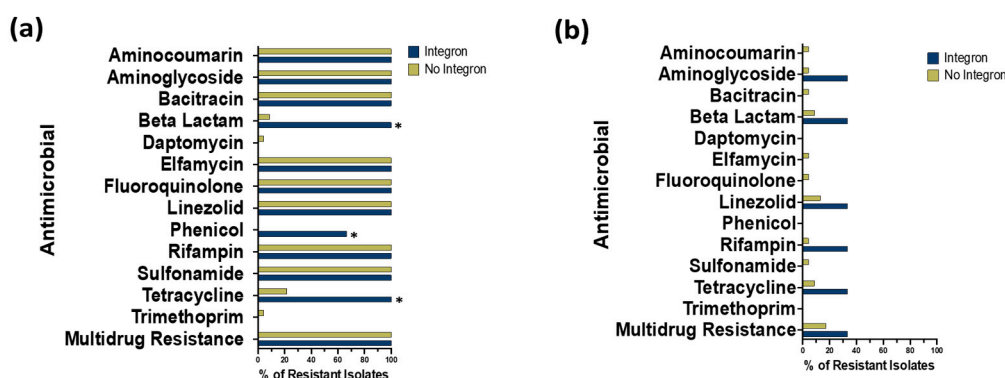 (a)
Integron
No Integron
Antimicrobial
Aminocoumarin
Aminoglycoside
Bacitracin
Beta Lactam
*
Daptomycin
Elfamycin
Fluoroquinolone
Linezolid
Phenicol
*
Rifampin
Sulfonamide
Tetracycline
*
Trimethoprim
Multidrug Resistance
0 20 40 60 80 100
% of Resistant Isolates
(b)
Integron
No Integron
Antimicrobial
Aminocoumarin
Aminoglycoside
Bacitracin
Beta Lactam
Daptomycin
Elfamycin
Fluoroquinolone
Linezolid
Phenicol
Rifampin
Sulfonamide
Tetracycline
Trimethoprim
Multidrug Resistance
0 20 40 60 80 100
% of Resistant Isolates